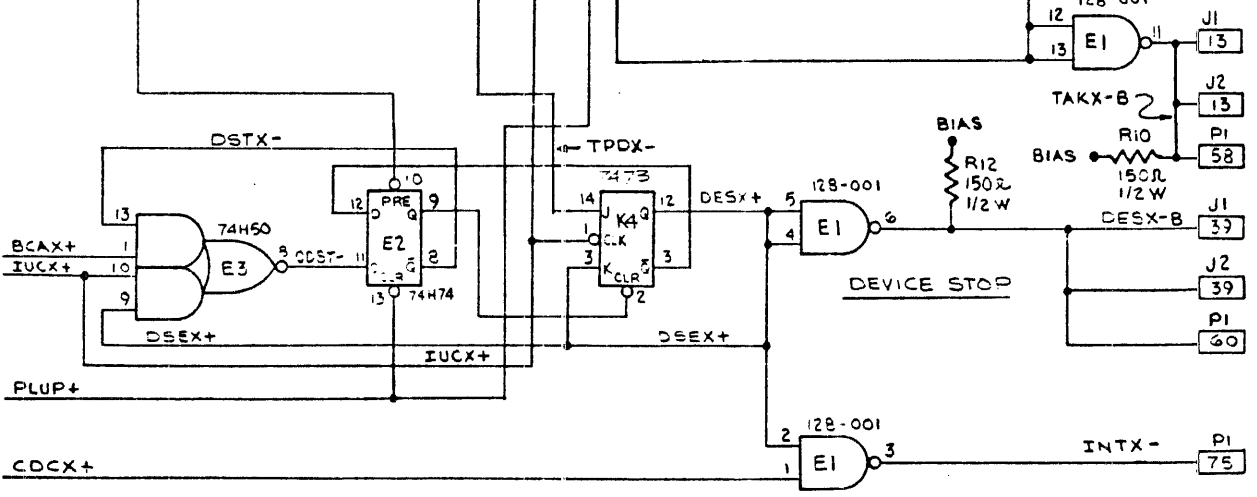 128-001
12
13
E1
11
J1
13
J2
13
TAKX-B
P1
58
BIAS
R10
150Ω
1/2 W
BIAS
R12
150Ω
1/2 W
DSTX-
TPDX-
10
PRE
12
D
Q
9
E2
11
C
CLR
Q̅
8
13
74H74
7473
14
J
K4
Q
12
1
CLK
3
K
CLR
Q̅
3
2
DESX+
128-001
5
4
E1
6
DESX-B
J1
39
J2
39
P1
60
DEVICE STOP
13
1
10
9
74H50
E3
8
BCAX+
IUCX+
DSEX+
DSEX+
IUCX+
PLUP+
CDCX+
128-001
2
1
E1
3
INTX-
P1
75